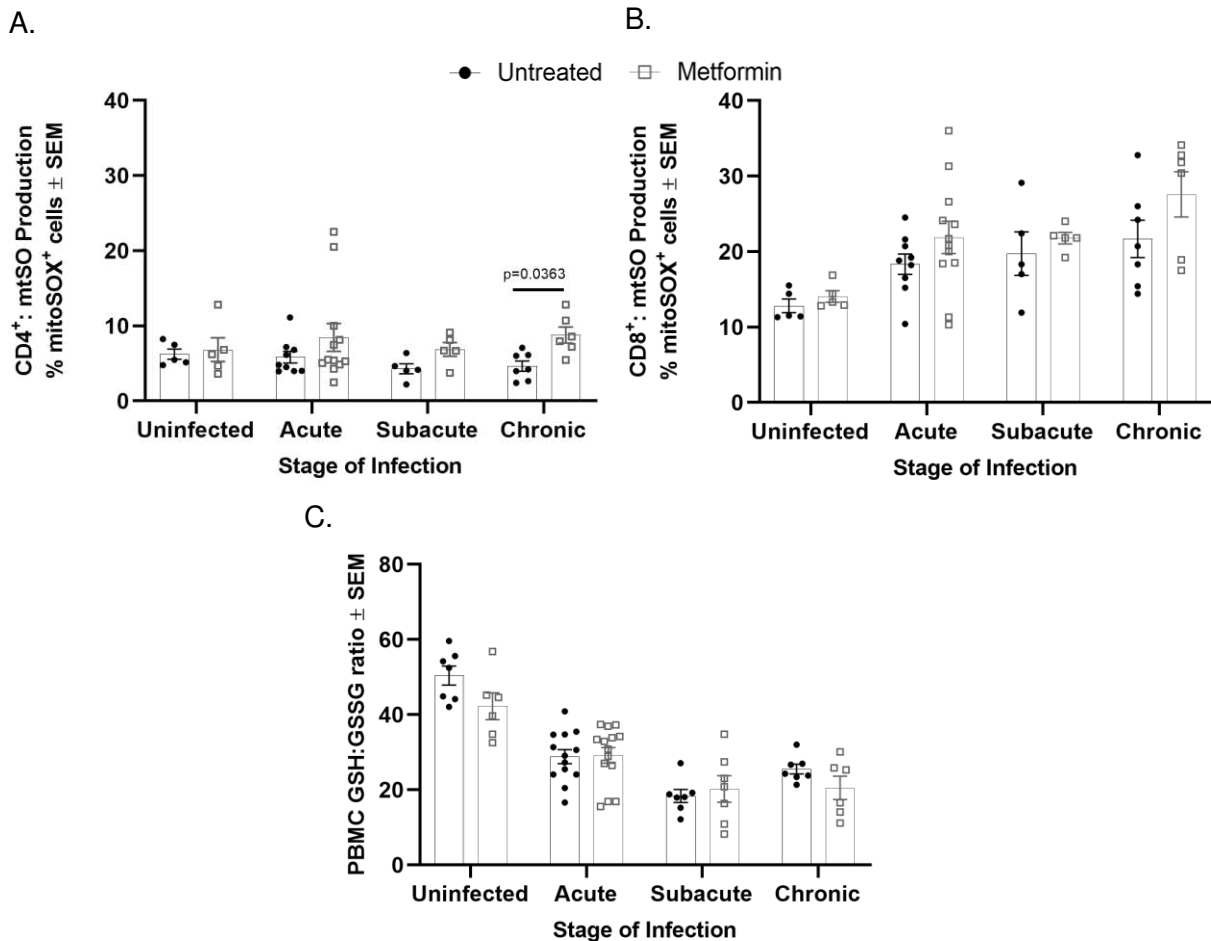 A.
B.
Untreated
Metformin
CD4⁺: mtSO Production
% mitoSOX⁺ cells ± SEM
40
30
20
10
0
p=0.0363
Uninfected
Acute
Subacute
Chronic
Stage of Infection
CD8⁺: mtSO Production
% mitoSOX⁺ cells ± SEM
40
30
20
10
0
Uninfected
Acute
Subacute
Chronic
Stage of Infection
C.
PBMC GSH:GSSG ratio ± SEM
80
60
40
20
0
Uninfected
Acute
Subacute
Chronic
Stage of Infection